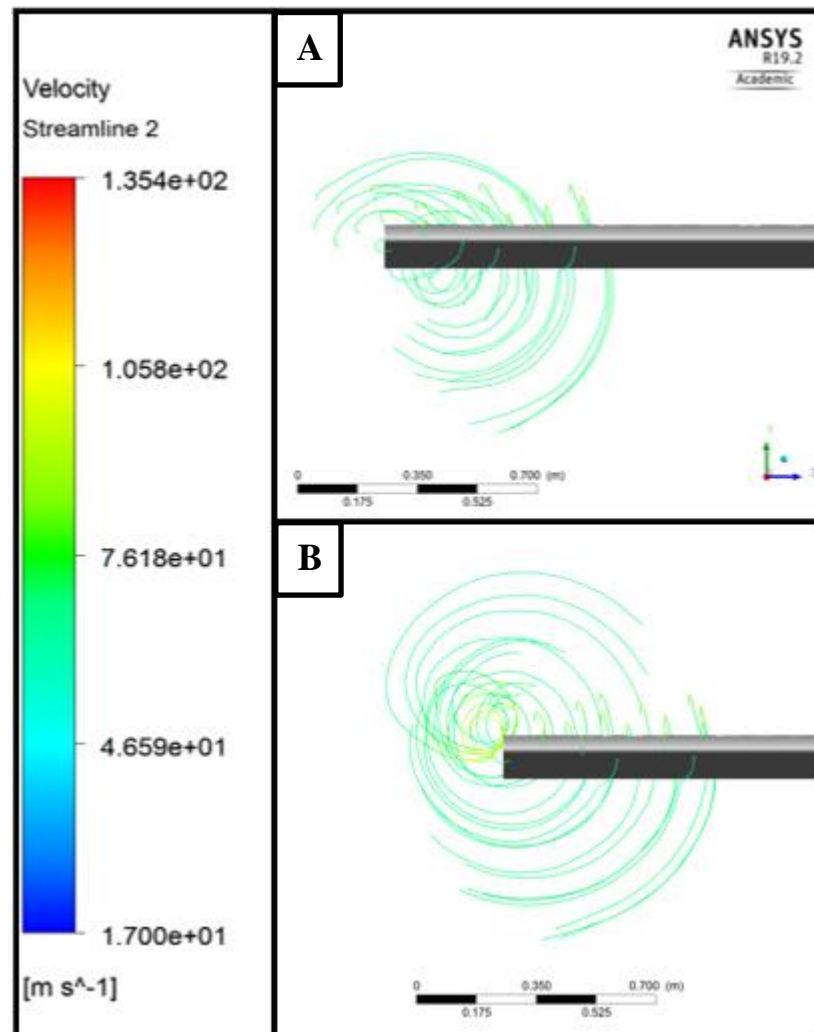 Velocity
Streamline 2
1.354e+02
1.058e+02
7.618e+01
4.659e+01
1.700e+01
[m s^-1]
A
ANSYS
R19.2
Academic
0 0.350 0.700 (m)
0.175 0.525
B
0 0.350 0.700 (m)
0.175 0.525